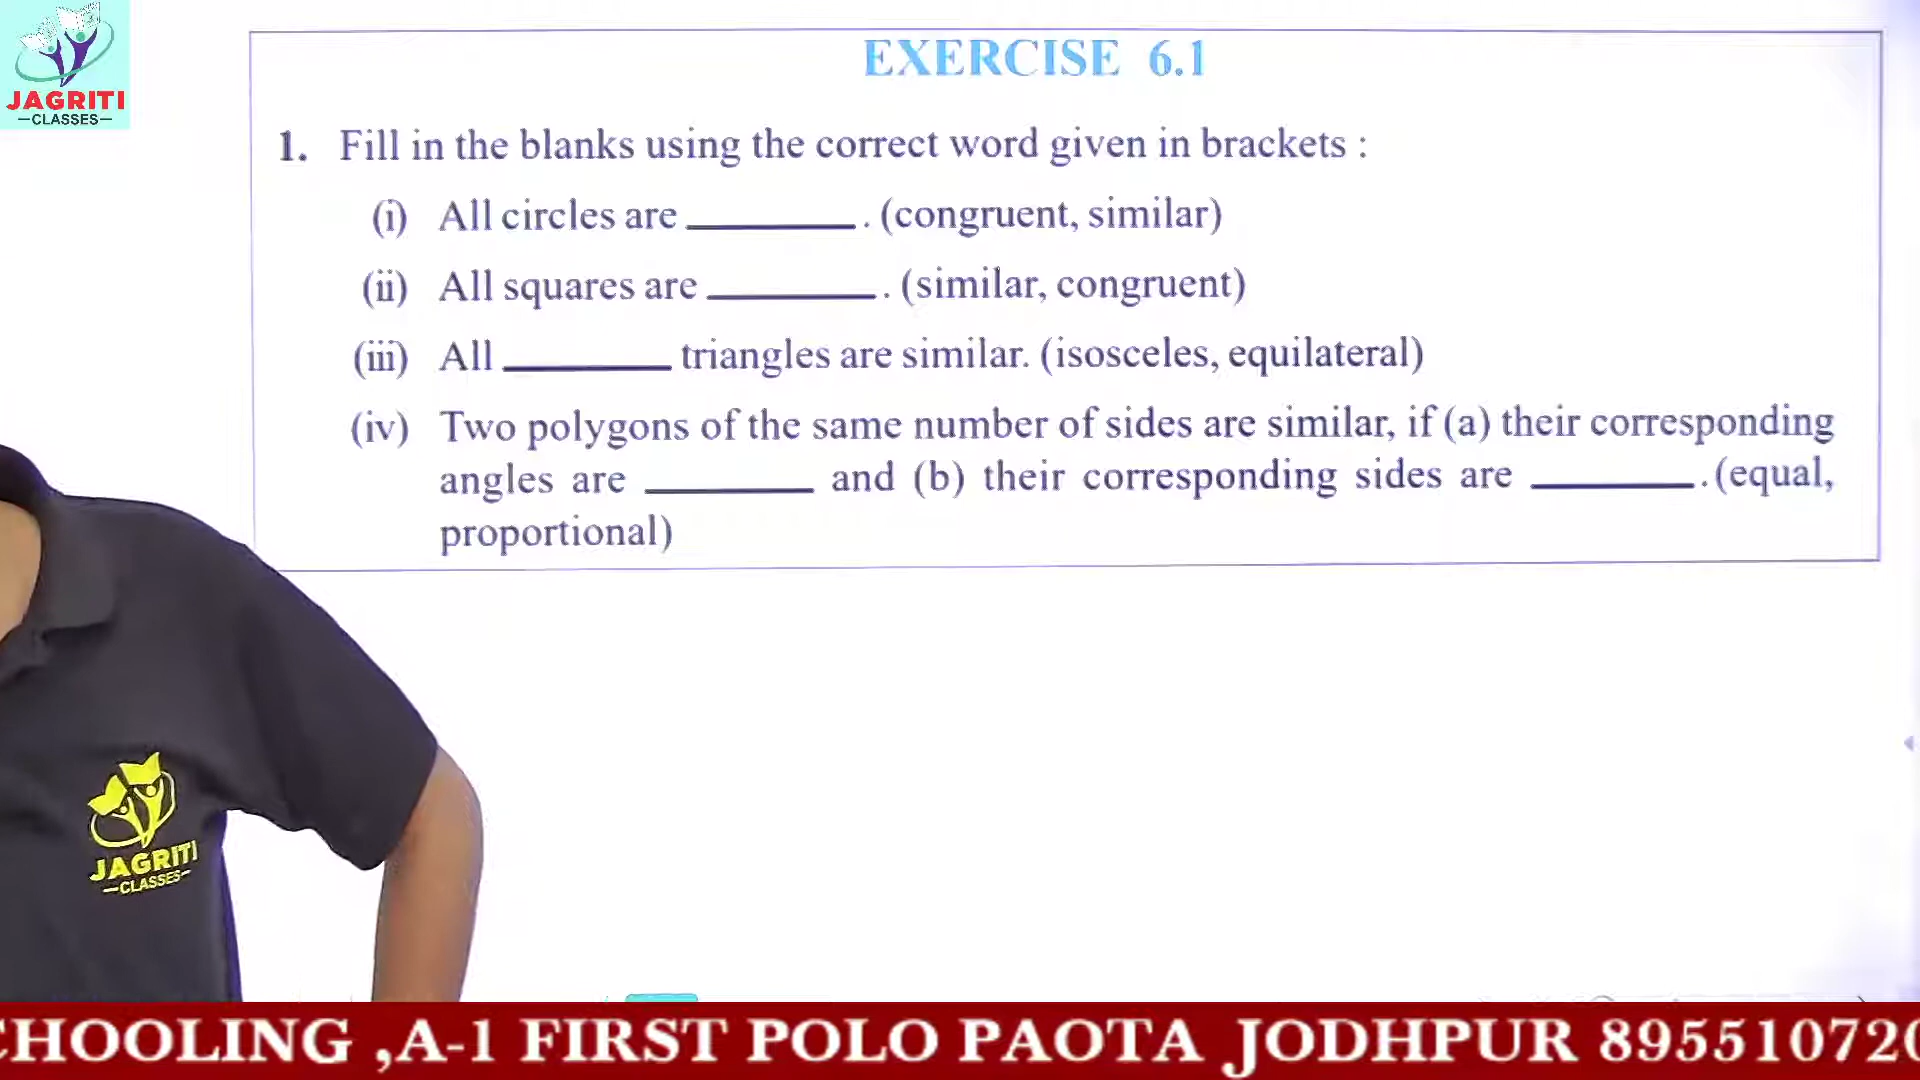 JAGRITI
—CLASSES—
EXERCISE 6.1
1. Fill in the blanks using the correct word given in brackets :
(i) All circles are ________ . (congruent, similar)
(ii) All squares are ________ . (similar, congruent)
(iii) All ________ triangles are similar. (isosceles, equilateral)
(iv) Two polygons of the same number of sides are similar, if (a) their corresponding
angles are ________ and (b) their corresponding sides are ________ . (equal,
proportional)
JAGRITI
—CLASSES—
CHOOLING ,A-1 FIRST POLO PAOTA JODHPUR 89551072